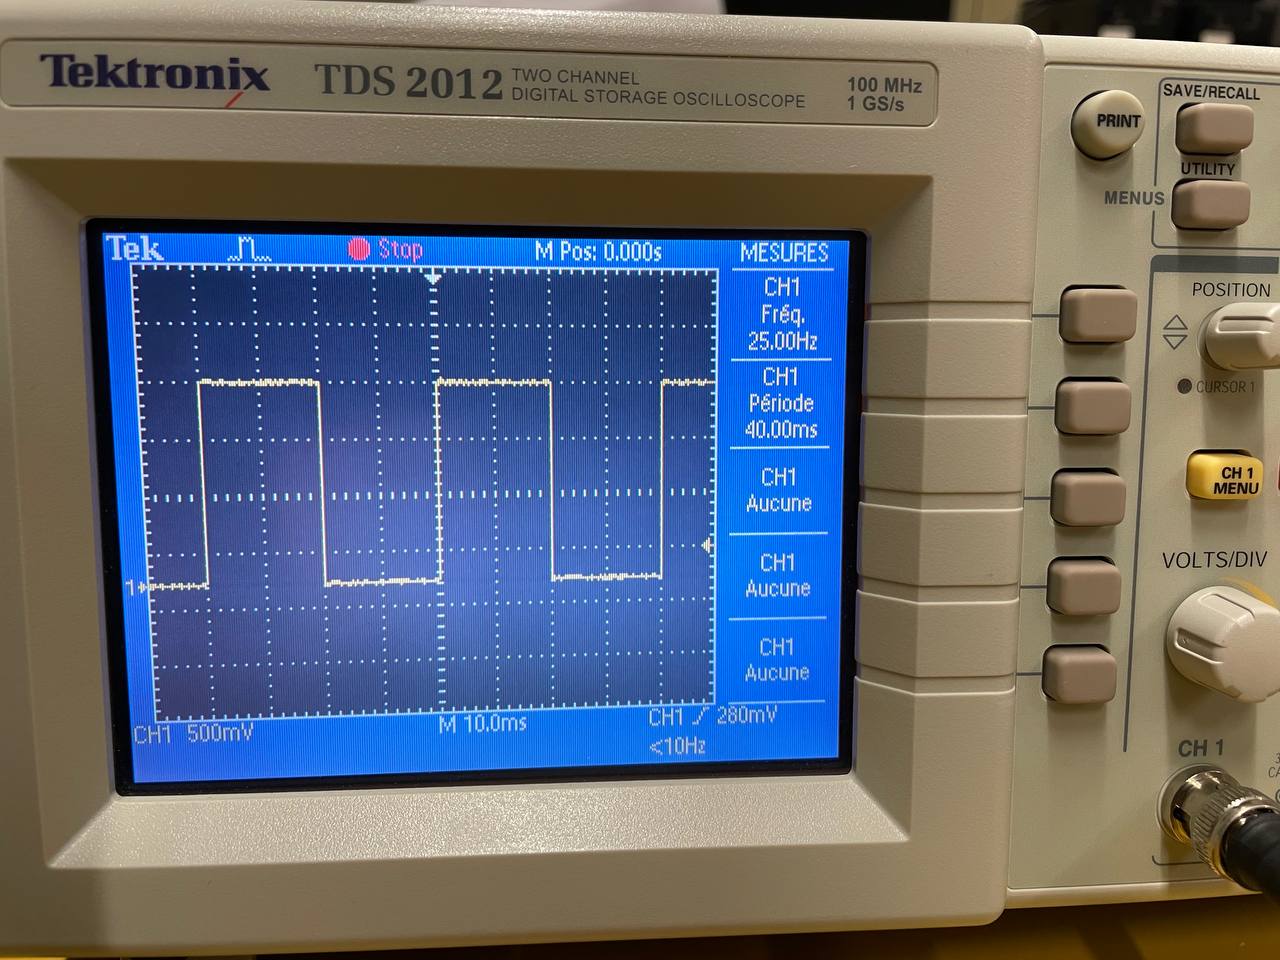 Tektronix TDS 2012 TWO CHANNEL DIGITAL STORAGE OSCILLOSCOPE
100 MHz
1 GS/s
Tek Stop M Pos: 0.000s MESURES
CH1
Fréq.
25.00Hz
CH1
Période
40.00ms
CH1
Aucune
CH1
Aucune
CH1
Aucune
1
CH1 500mV M 10.0ms CH1 280mV
<10Hz
PRINT
SAVE/RECALL
UTILITY
MENUS
POSITION
CURSOR 1
CH 1
MENU
VOLTS/DIV
CH 1